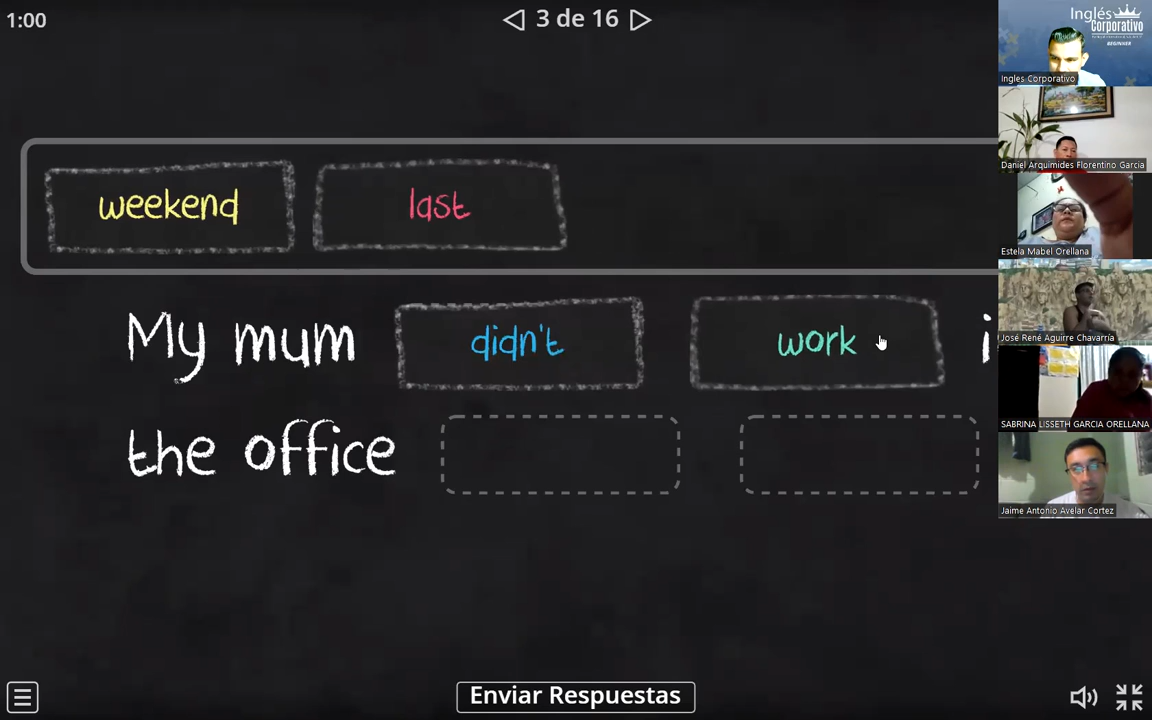 1:00
3 de 16
weekend
last
My mum didn't work i
the office
Enviar Respuestas
Inglés
Corporativo
BEGINNER
Ingles Corporativo
Daniel Arquimides Florentino Garcia
Estela Mabel Orellana
José René Aguirre Chavarría
SABRINA LISSETH GARCIA ORELLANA
Jaime Antonio Avelar Cortez